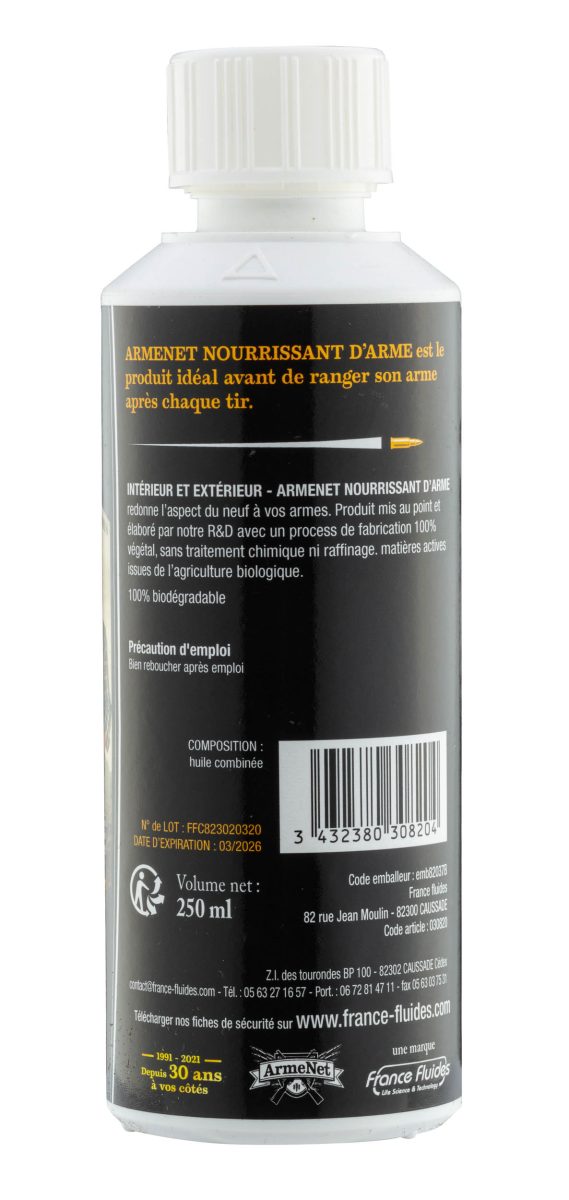 ARMENET NOURRISSANT D'ARME est le
produit idéal avant de ranger son arme
après chaque tir.
INTÉRIEUR ET EXTÉRIEUR - ARMENET NOURRISSANT D'ARME
redonne l'aspect du neuf à vos armes. Produit mis au point et
élaboré par notre R&D avec un process de fabrication 100%
végétal, sans traitement chimique ni raffinage. matières actives
issues de l'agriculture biologique.
100% biodégradable
Précaution d'emploi
Bien reboucher après emploi
COMPOSITION :
huile combinée
3 432380 308204
N° de LOT : FFC823020320
DATE D'EXPIRATION : 03/2026
Volume net :
250 ml
Code emballeur : emb82037B
France fluides
82 rue Jean Moulin - 82300 CAUSSADE
Code article : 030820
Z.I. des tourondes BP 100 - 82302 CAUSSADE Cédex
contact@france-fluides.com - Tél. : 05 63 27 16 57 - Port. : 06 72 81 47 11 - fax 05 63 03 75 31
Télécharger nos fiches de sécurité sur www.france-fluides.com
1991 - 2021
Depuis 30 ans
à vos côtés
ArmeNet
une marque
France Fluides
Life Science & Technology